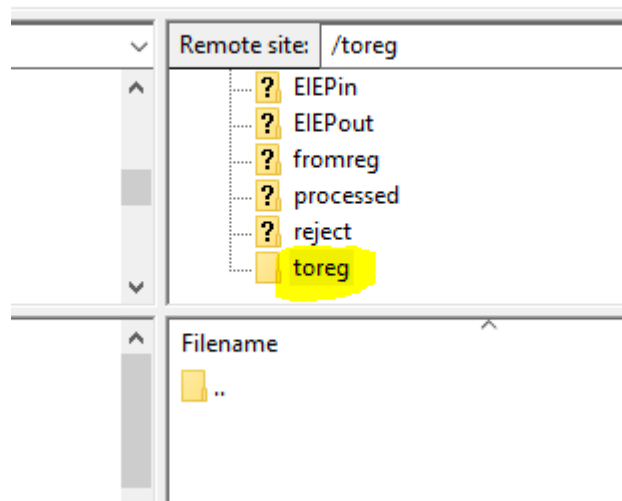 Remote site: /toreg
? EIEPin
? EIEPout
? fromreg
? processed
? reject
toreg
Filename
..